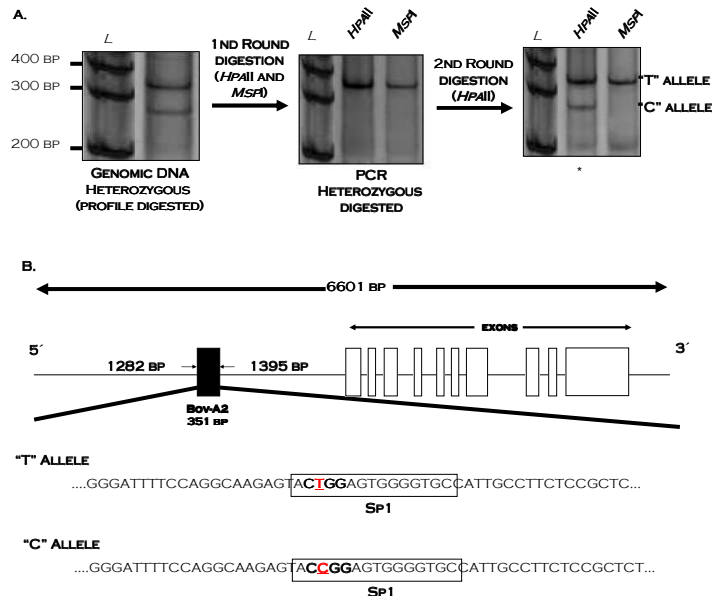 A.
L
400 BP
300 BP
200 BP
GENOMIC DNA
HETEROZYGOUS
(PROFILE DIGESTED)
1ND ROUND
DIGESTION
(HPAII AND
MSPI)
L HPAII MSPI
PCR
HETEROZYGOUS
DIGESTED
2ND ROUND
DIGESTION
(HPAII)
L HPAII MSPI
"T" ALLELE
"C" ALLELE
*
B.
6601 BP
EXONS
5´ 3´
1282 BP 1395 BP
BOV-A2
351 BP
"T" ALLELE
....GGGATTTTCCAGGCAAGAGTACTGGAGTGGGGTGCCATTGCCTTCTCCGCTC...
SP1
"C" ALLELE
....GGGATTTTCCAGGCAAGAGTACCGGAGTGGGGTGCCATTGCCTTCTCCGCTCT...
SP1